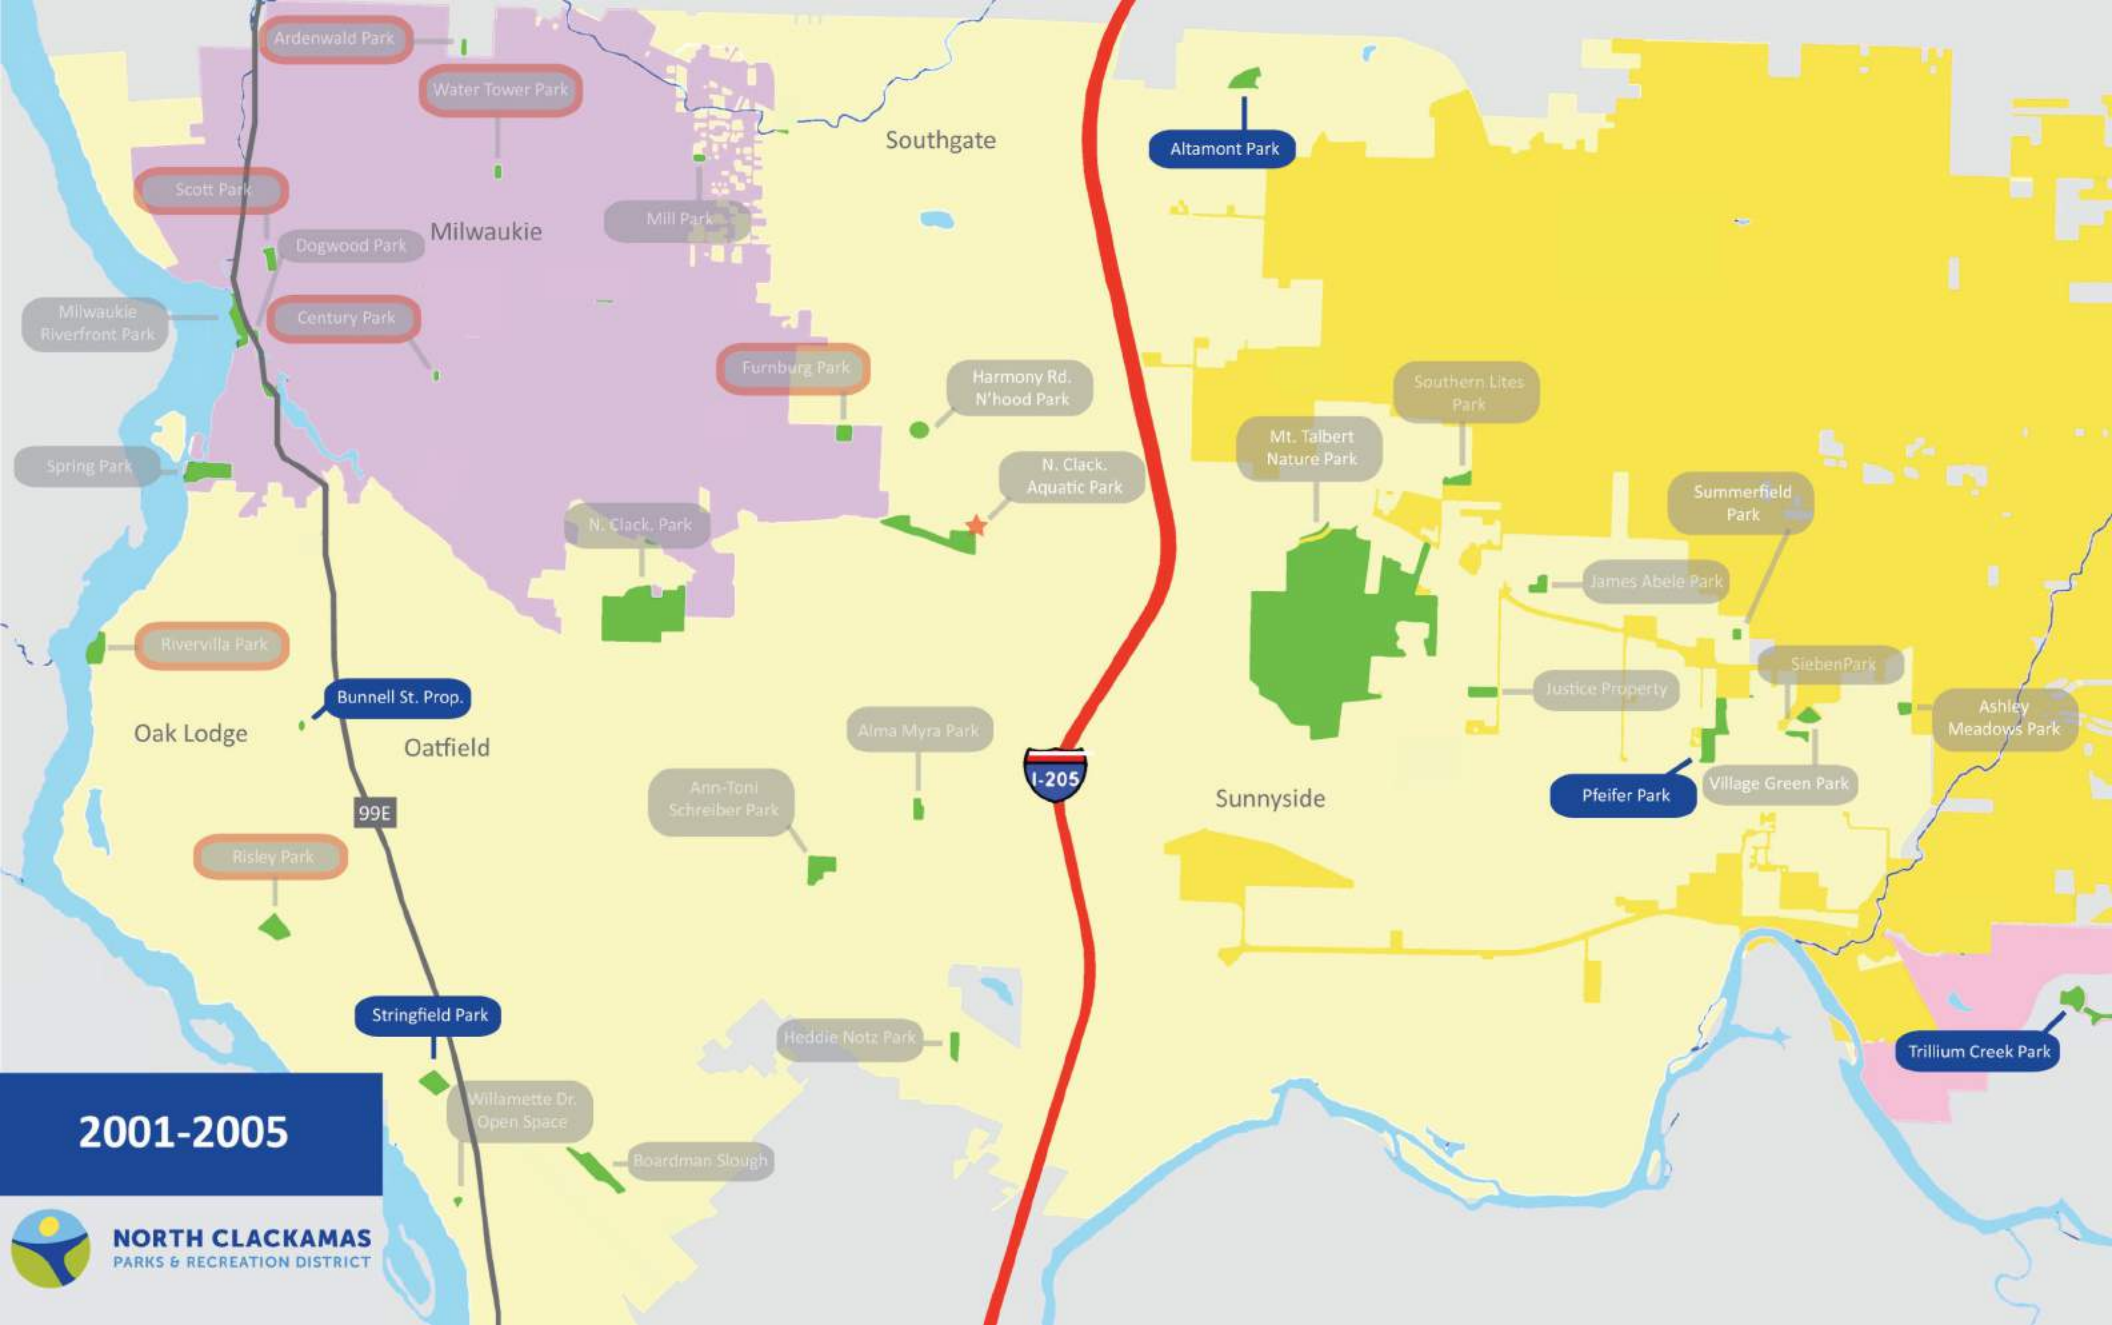 Ardenwald Park
Water Tower Park
Southgate
Altamont Park
Scott Park
Mill Park
Milwaukie
Dogwood Park
Milwaukie
Riverfront Park
Century Park
Furnburg Park
Harmony Rd.
N'hood Park
Southern Lites
Park
Mt. Talbert
Nature Park
Spring Park
N. Clack.
Aquatic Park
Summerfield
Park
N. Clack. Park
James Abele Park
Rivervilla Park
SiebenPark
Justice Property
Bunnell St. Prop.
Ashley
Meadows Park
Oak Lodge
Oatfield
Alma Myra Park
I-205
Village Green Park
Pfeifer Park
Ann-Toni
Schreiber Park
Sunnyside
99E
Risley Park
Stringfield Park
Heddie Notz Park
Trillium Creek Park
Willamette Dr.
Open Space
2001-2005
Boardman Slough
NORTH CLACKAMAS
PARKS & RECREATION DISTRICT